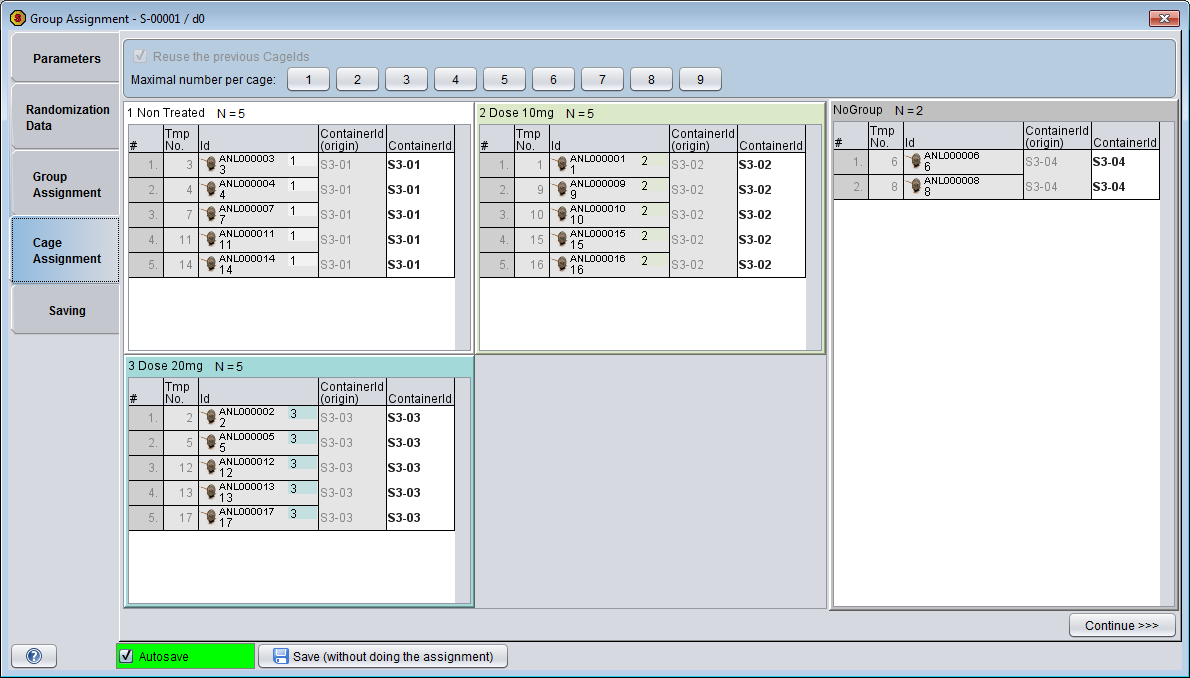 Group Assignment - S-00001 / d0
Parameters
Randomization
Data
Group
Assignment
Cage
Assignment
Saving
Reuse the previous CageIds
Maximal number per cage: 1 2 3 4 5 6 7 8 9
1 Non Treated N = 5
# Tmp No. Id ContainerId (origin) ContainerId
1. 3 ANL000003 1 S3-01 S3-01
3
2. 4 ANL000004 1 S3-01 S3-01
4
3. 7 ANL000007 1 S3-01 S3-01
7
4. 11 ANL000011 1 S3-01 S3-01
11
5. 14 ANL000014 1 S3-01 S3-01
14
2 Dose 10mg N = 5
# Tmp No. Id ContainerId (origin) ContainerId
1. 1 ANL000001 2 S3-02 S3-02
1
2. 9 ANL000009 2 S3-02 S3-02
9
3. 10 ANL000010 2 S3-02 S3-02
10
4. 15 ANL000015 2 S3-02 S3-02
15
5. 16 ANL000016 2 S3-02 S3-02
16
NoGroup N = 2
# Tmp No. Id ContainerId (origin) ContainerId
1. 6 ANL000006 S3-04 S3-04
6
2. 8 ANL000008 S3-04 S3-04
8
3 Dose 20mg N = 5
# Tmp No. Id ContainerId (origin) ContainerId
1. 2 ANL000002 3 S3-03 S3-03
2
2. 5 ANL000005 3 S3-03 S3-03
5
3. 12 ANL000012 3 S3-03 S3-03
12
4. 13 ANL000013 3 S3-03 S3-03
13
5. 17 ANL000017 3 S3-03 S3-03
17
Continue >>>
? Autosave Save (without doing the assignment)